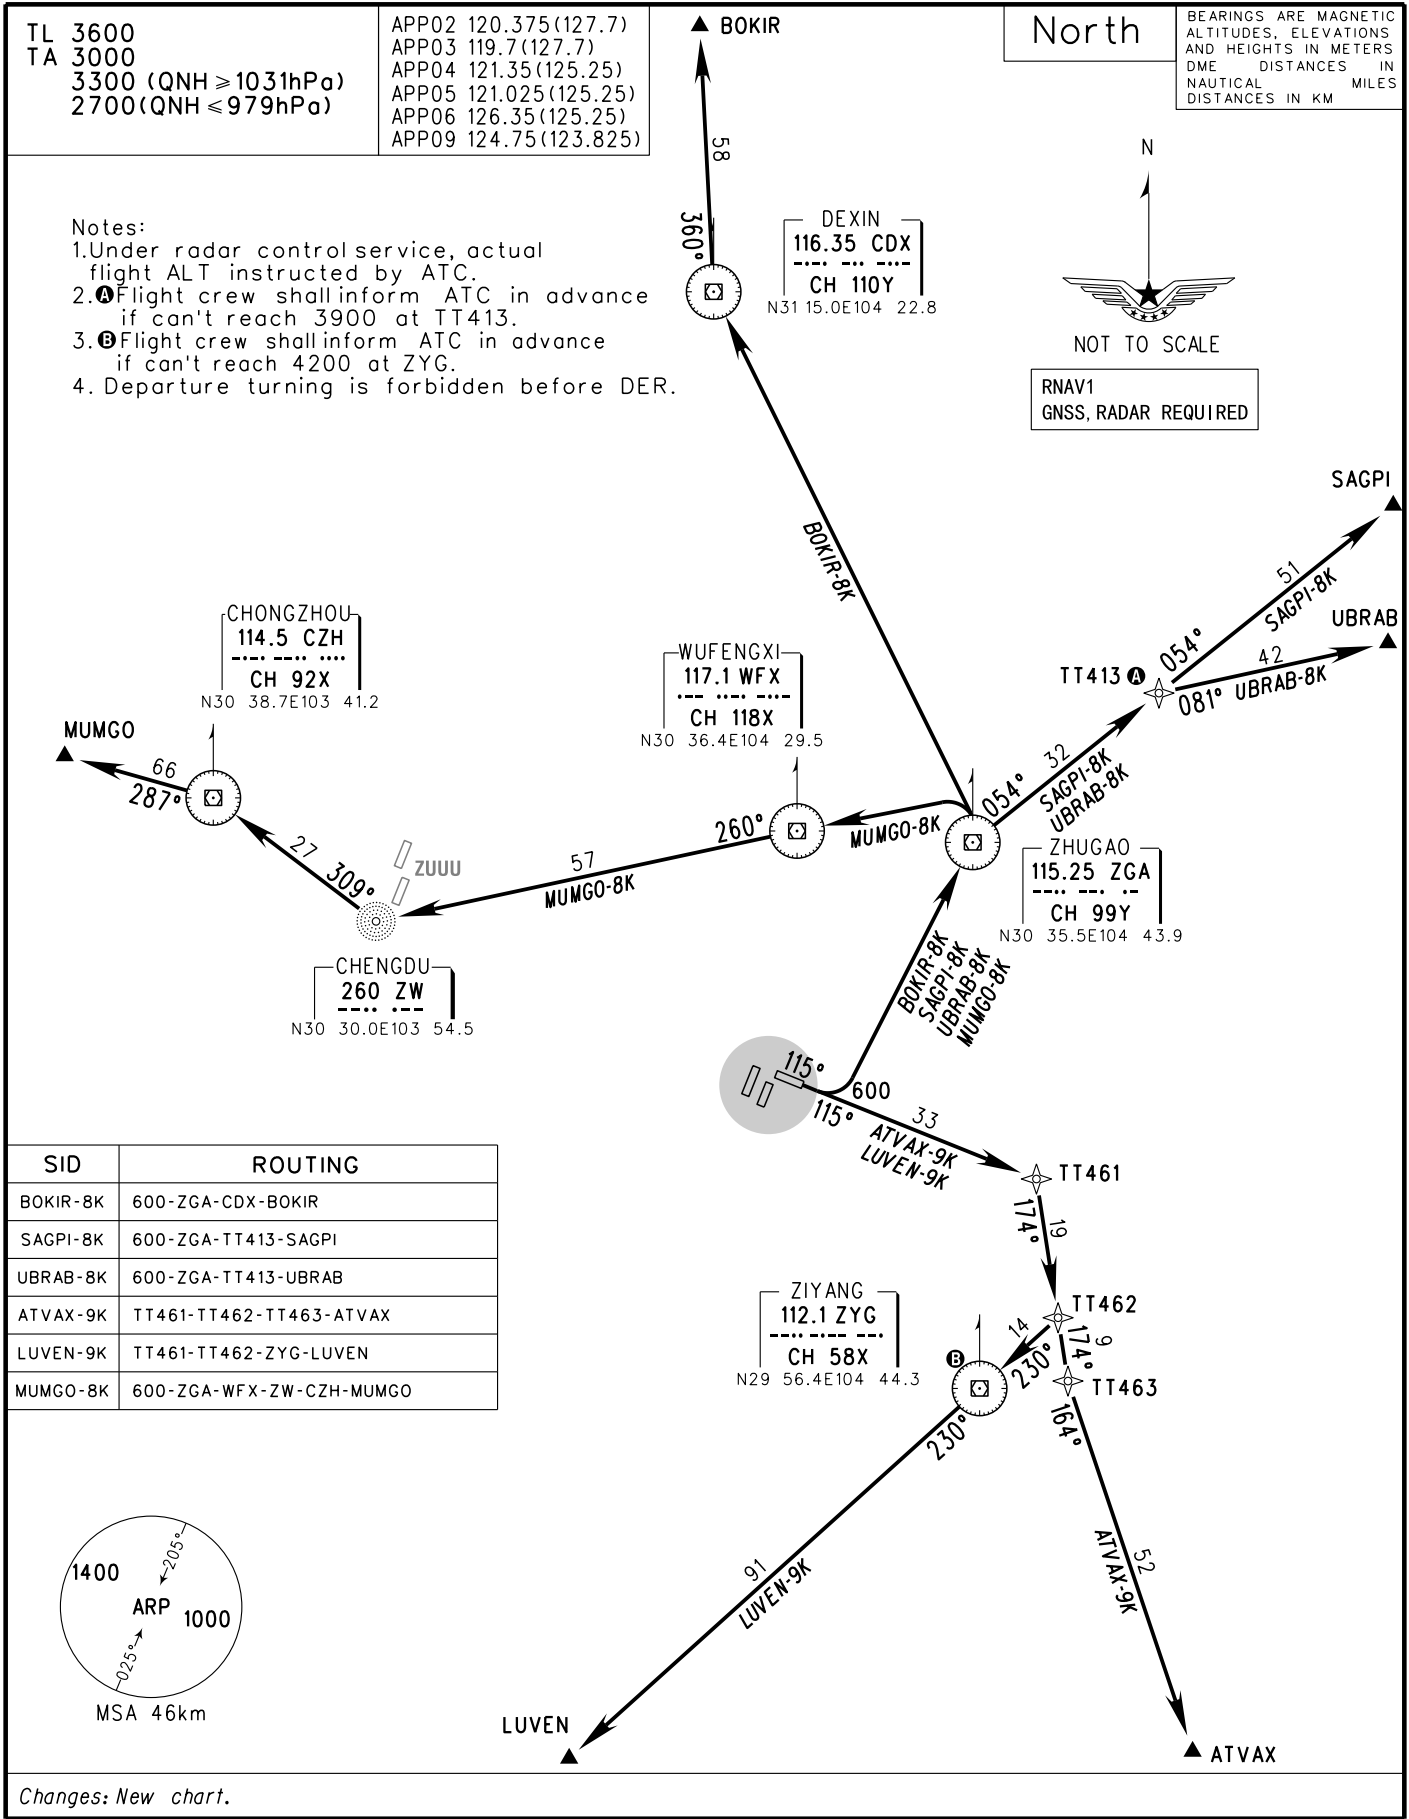 TL 3600
TA 3000
3300 (QNH ≥ 1031hPa)
2700(QNH ≤ 979hPa)
APP02 120.375(127.7)
APP03 119.7(127.7)
APP04 121.35(125.25)
APP05 121.025(125.25)
APP06 126.35(125.25)
APP09 124.75(123.825)
BOKIR
North
BEARINGS ARE MAGNETIC
ALTITUDES, ELEVATIONS
AND HEIGHTS IN METERS
DME DISTANCES IN
NAUTICAL MILES
DISTANCES IN KM
N
NOT TO SCALE
RNAV1
GNSS, RADAR REQUIRED
Notes:
1.Under radar control service, actual
flight ALT instructed by ATC.
2. A Flight crew shall inform ATC in advance
if can't reach 3900 at TT413.
3. B Flight crew shall inform ATC in advance
if can't reach 4200 at ZYG.
4. Departure turning is forbidden before DER.
58
360°
DEXIN
116.35 CDX
CH 110Y
N31 15.0E104 22.8
BOKIR-8K
SAGPI
51
SAGPI-8K
054°
UBRAB
42
UBRAB-8K
081°
TT413 A
CHONGZHOU
114.5 CZH
CH 92X
N30 38.7E103 41.2
WUFENGXI
117.1 WFX
CH 118X
N30 36.4E104 29.5
MUMGO
66
287°
27
309°
ZUUU
260°
57
MUMGO-8K
MUMGO-8K
054°
32
SAGPI-8K
UBRAB-8K
ZHUGAO
115.25 ZGA
CH 99Y
N30 35.5E104 43.9
CHENGDU
260 ZW
N30 30.0E103 54.5
BOKIR-8K
SAGPI-8K
UBRAB-8K
MUMGO-8K
115°
600
115°
33
ATVAX-9K
LUVEN-9K
TT461
174°
19
SID ROUTING
BOKIR-8K 600-ZGA-CDX-BOKIR
SAGPI-8K 600-ZGA-TT413-SAGPI
UBRAB-8K 600-ZGA-TT413-UBRAB
ATVAX-9K TT461-TT462-TT463-ATVAX
LUVEN-9K TT461-TT462-ZYG-LUVEN
MUMGO-8K 600-ZGA-WFX-ZW-CZH-MUMGO
ZIYANG
112.1 ZYG
CH 58X
N29 56.4E104 44.3
TT462
14
230°
174°
9
B
TT463
230°
164°
91
LUVEN-9K
52
ATVAX-9K
1400
205°
ARP
1000
025°
MSA 46km
LUVEN
ATVAX
Changes: New chart.